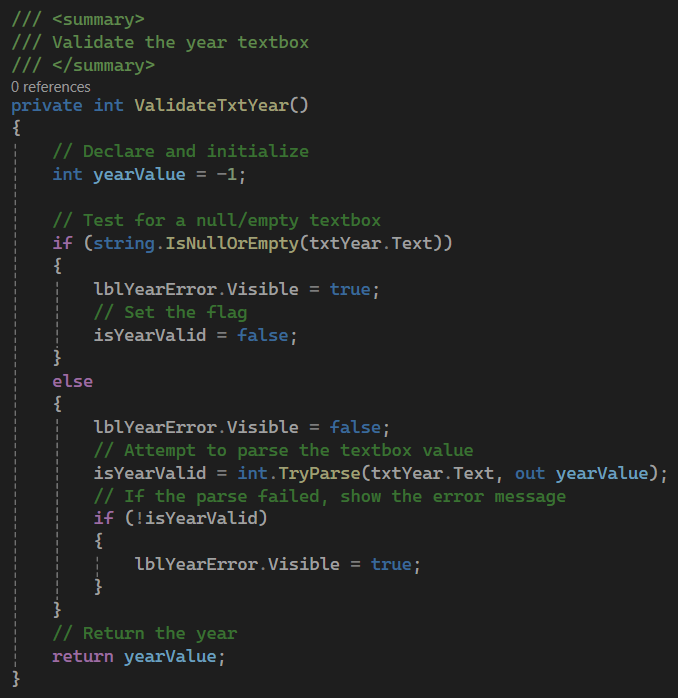 /// <summary>
/// Validate the year textbox
/// </summary>
0 references
private int ValidateTxtYear()
{
// Declare and initialize
int yearValue = -1;
// Test for a null/empty textbox
if (string.IsNullOrEmpty(txtYear.Text))
{
lblYearError.Visible = true;
// Set the flag
isYearValid = false;
}
else
{
lblYearError.Visible = false;
// Attempt to parse the textbox value
isYearValid = int.TryParse(txtYear.Text, out yearValue);
// If the parse failed, show the error message
if (!isYearValid)
{
lblYearError.Visible = true;
}
}
// Return the year
return yearValue;
}